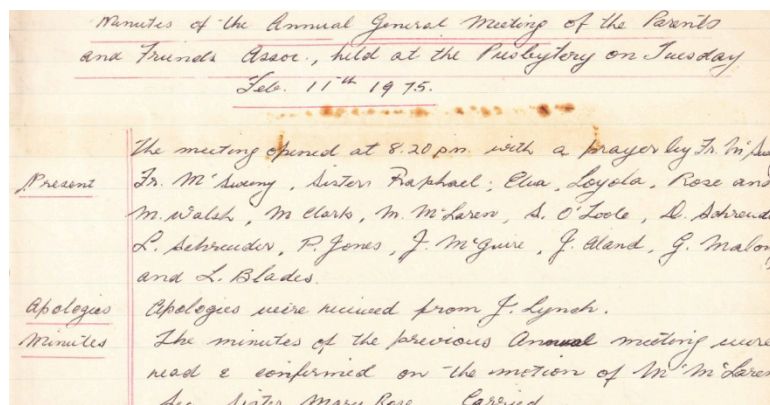 Minutes of the Annual General Meeting of the Parents
and Friends Assoc., held at the Presbytery on Tuesday
Feb. 11th 1975.
The meeting opened at 8.20 pm with a prayer by Fr. McSw
Present Fr. McSweeny, Sisters Raphael, Elia, Loyola, Rose and
M. Walsh, M Clark, M. McLaren, S. O'Toole, D. Schreud
L. Schreuder, P. Jones, J. McGuire, J. Aland, G. Malon
and L. Blades.
Apologies Apologies were received from J. Lynch.
Minutes The minutes of the previous Annual meeting were
read & confirmed on the motion of M McLaren
Sec. Sister Mary Rose Carried